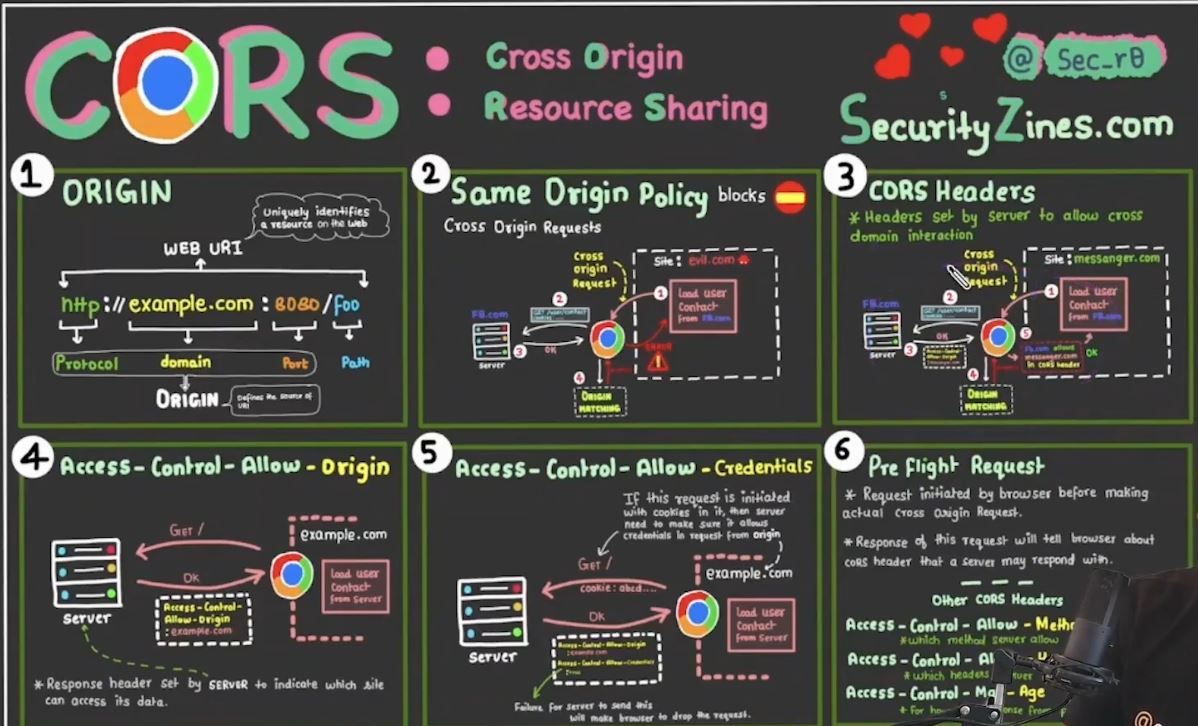 CORS
: Cross Origin
Resource Sharing
@ Sec_r0
SecurityZines.com
1
ORIGIN
Uniquely identifies
a resource on the web
WEB URI
http://example.com:8080/foo
Protocol domain Port Path
ORIGIN
Defines the source of
URI
2
Same Origin Policy blocks
Cross Origin Requests
Cross
origin
Request
Site: evil.com
1
Load user
Contact
from FB.com
2
GET /user/contact
cookies
FB.com
Server
3
OK
ERROR
4
ORIGIN
MATCHING
3
CORS Headers
* Headers set by server to allow cross
domain interaction
Cross
origin
Request
Site: messanger.com
1
Load user
Contact
from FB.com
2
GET /user/contact
FB.com
Server
3
OK
Access-Control-
Allow-Origin
5
Fb.com allows
messanger.com
in CORS header
OK
4
ORIGIN
MATCHING
4
Access-Control-Allow-Origin
Get /
OK
example.com
Load user
Contact
from Server
Server
Access-Control-
Allow-Origin
: example.com
* Response header set by SERVER to indicate which site
can access its data.
5
Access-Control-Allow-Credentials
If this request is initiated
with cookies in it, then server
need to make sure it allows
credentials in request from origin
Get /
cookie: abcd....
OK
example.com
Load user
Contact
from Server
Server
Access-Control-Allow-Origin
: example.com
Access-Control-Allow-Credentials
: true
Failure for server to send this
will make browser to drop the request.
6
Pre flight Request
* Request initiated by browser before making
actual Cross Origin Request.
* Response of this request will tell browser about
CORS header that a server may respond with.
Other CORS Headers
Access-Control-Allow-Metho
*which method server allow
Access-Control-Al
*which headers server
Access-Control-Ma -Age
*For ho
@